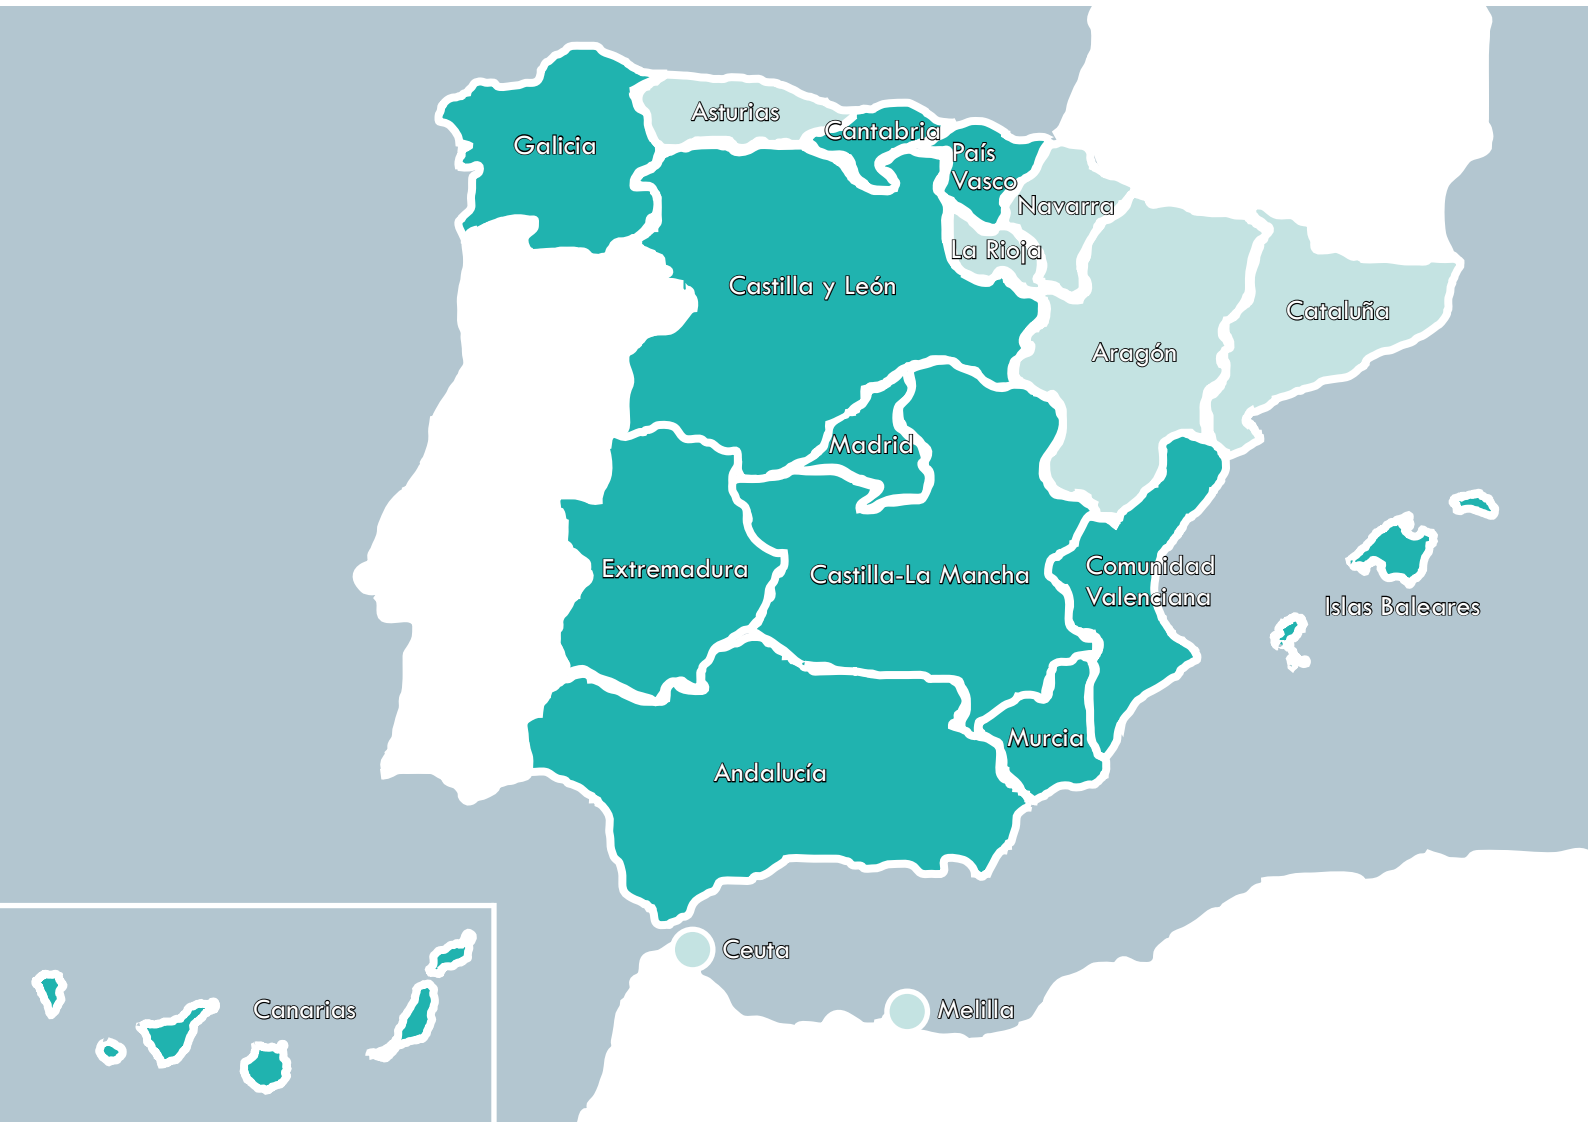 Asturias
Cantabria
Galicia
País
Vasco
Navarra
La Rioja
Castilla y León
Cataluña
Aragón
Madrid
Extremadura
Castilla-La Mancha
Comunidad
Valenciana
Islas Baleares
Murcia
Andalucía
Ceuta
Canarias
Melilla